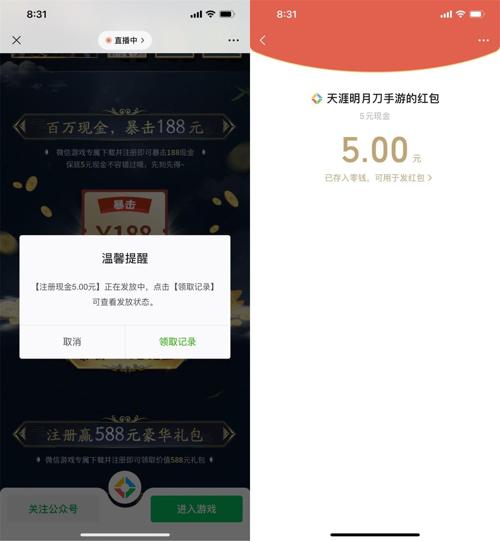 8:31
直播中
百万现金，暴击188元
微信游戏专属下载并注册即可暴击188现金
保底5元现金不容错过哦，先到先得~
暴击
¥188
温馨提醒
【注册现金5.00元】正在发放中，点击【领取记录】
可查看发放状态。
取消
领取记录
注册赢588元豪华礼包
微信游戏专属下载并注册即可领取价值588元礼包
关注公众号
进入游戏
8:31
天涯明月刀手游的红包
5元现金
5.00 元
已存入零钱，可用于发红包